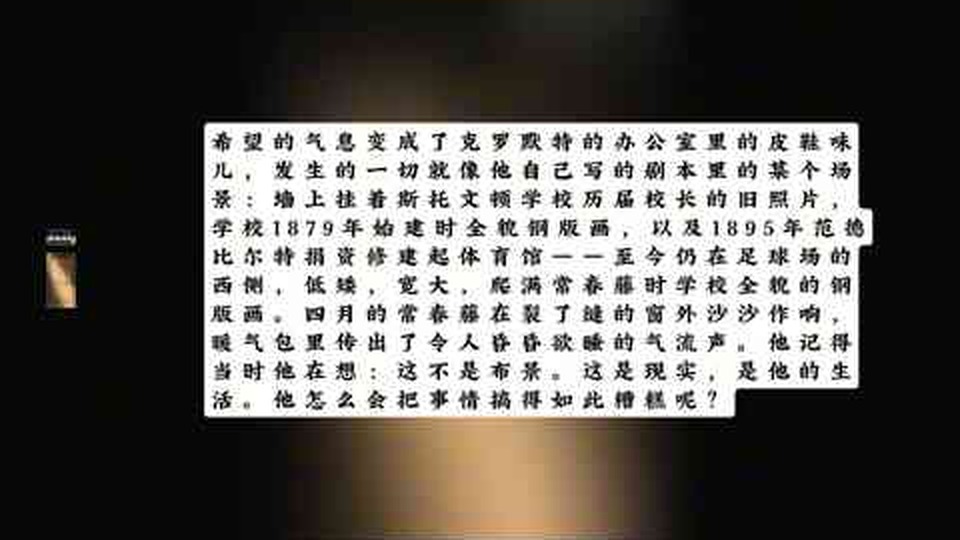 希望的气息变成了克罗默特的办公室里的皮鞋味
儿，发生的一切就像他自己写的剧本里的某个场
景：墙上挂着斯托文顿学校历届校长的旧照片，
学校1879年始建时全貌钢版画，以及1895年范德
比尔特捐资修建起体育馆——至今仍在足球场的
西侧，低矮，宽大，爬满常春藤时学校全貌的钢
版画。四月的常春藤在裂了缝的窗外沙沙作响，
暖气包里传出了令人昏昏欲睡的气流声。他记得
当时他在想：这不是布景。这是现实，是他的生
活。他怎么会把事情搞得如此糟糕呢？